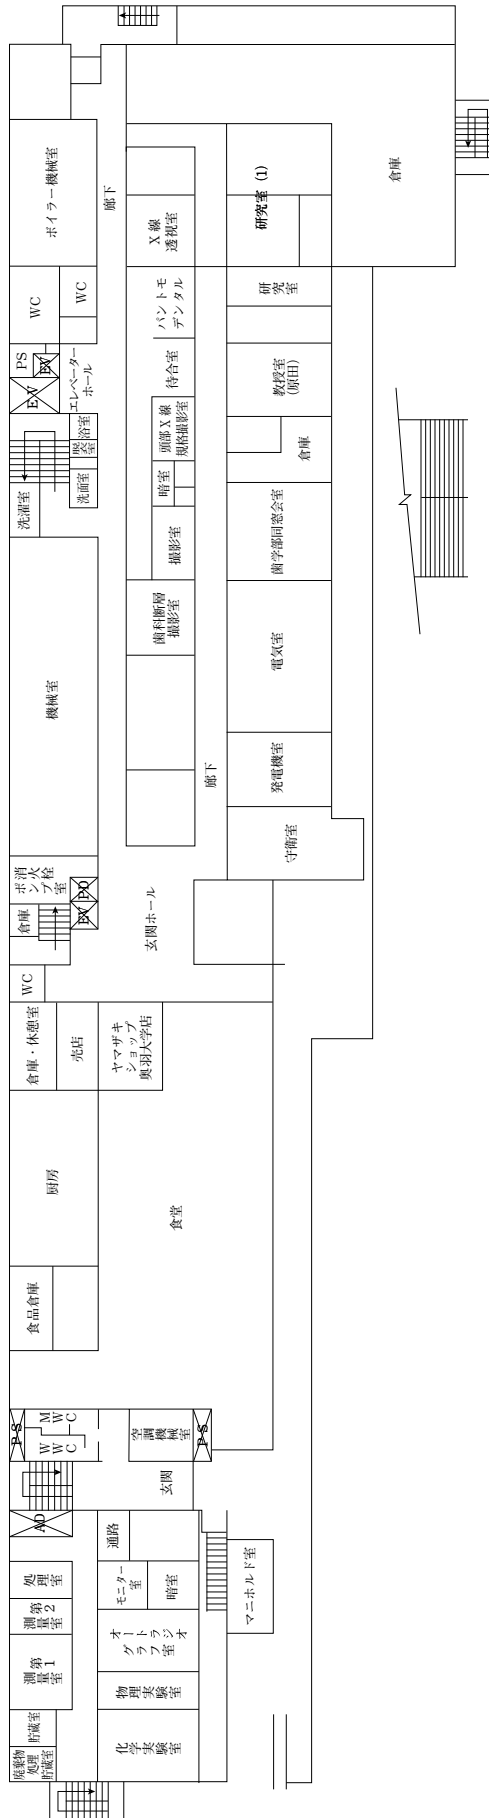 ボイラー機械室
廊下
X 線
透視室
研究室 (1)
倉庫
WC
WC
パントモ
デンタル
研
究
室
PS
EV
E V
エレベーター
ホール
待合室
教授室
(原田)
脱衣室
浴室
頭部 X 線
規格撮影室
倉庫
洗濯室
洗面室
暗室
撮影室
歯学部同窓会室
機械室
歯科断層
撮影室
電気室
廊下
発電機室
消火栓
ポンプ室
守衛室
倉庫
EV
PD
玄関ホール
WC
倉庫・休憩室
売店
ヤマザキ
ショップ
奥羽大学店
厨房
食堂
食品倉庫
P S
M
W
C
W
W
C
空調
機械
室
P S
玄関
AD
通路
処理
室
モニター
室
暗室
マニホルド室
第2
測量
室
オートラジオ
グラフ室
第1
測量
室
物理実験室
貯蔵室
化学実験室
廃棄物
処理
貯蔵室